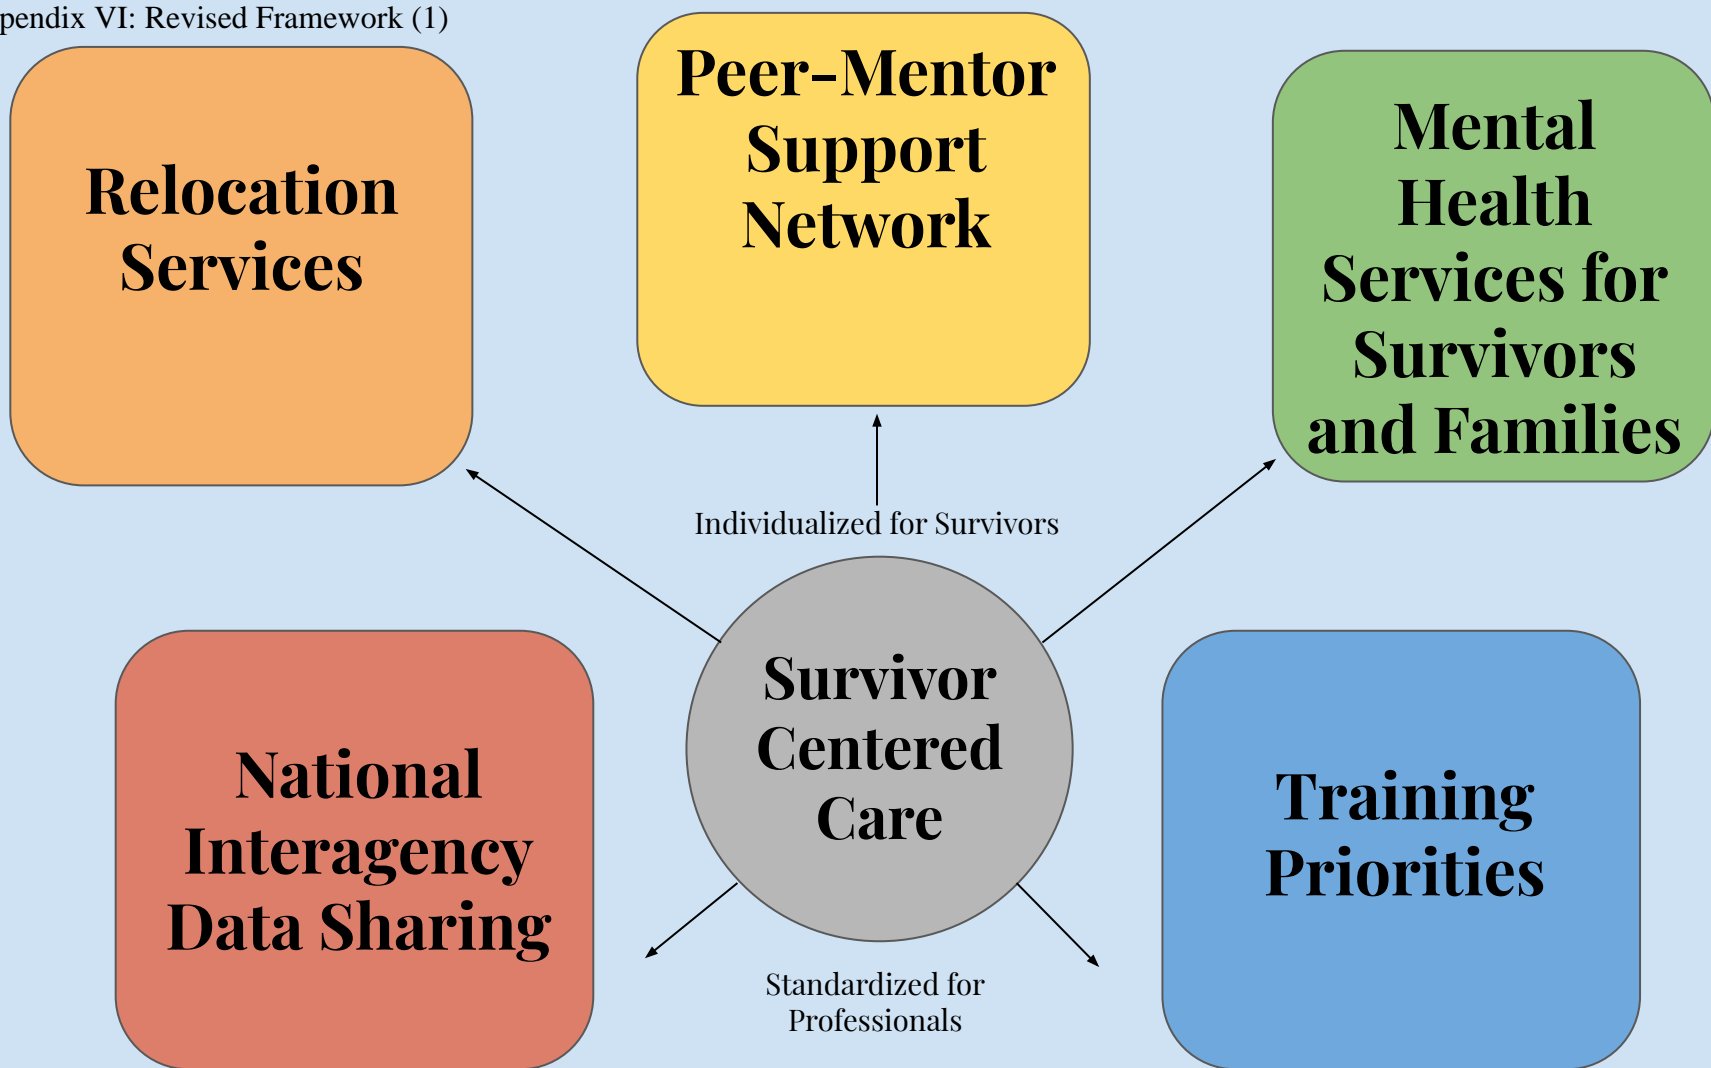 pendix VI: Revised Framework (1)
Relocation
Services
Peer-Mentor
Support
Network
Mental
Health
Services for
Survivors
and Families
Individualized for Survivors
Survivor
Centered
Care
National
Interagency
Data Sharing
Training
Priorities
Standardized for
Professionals